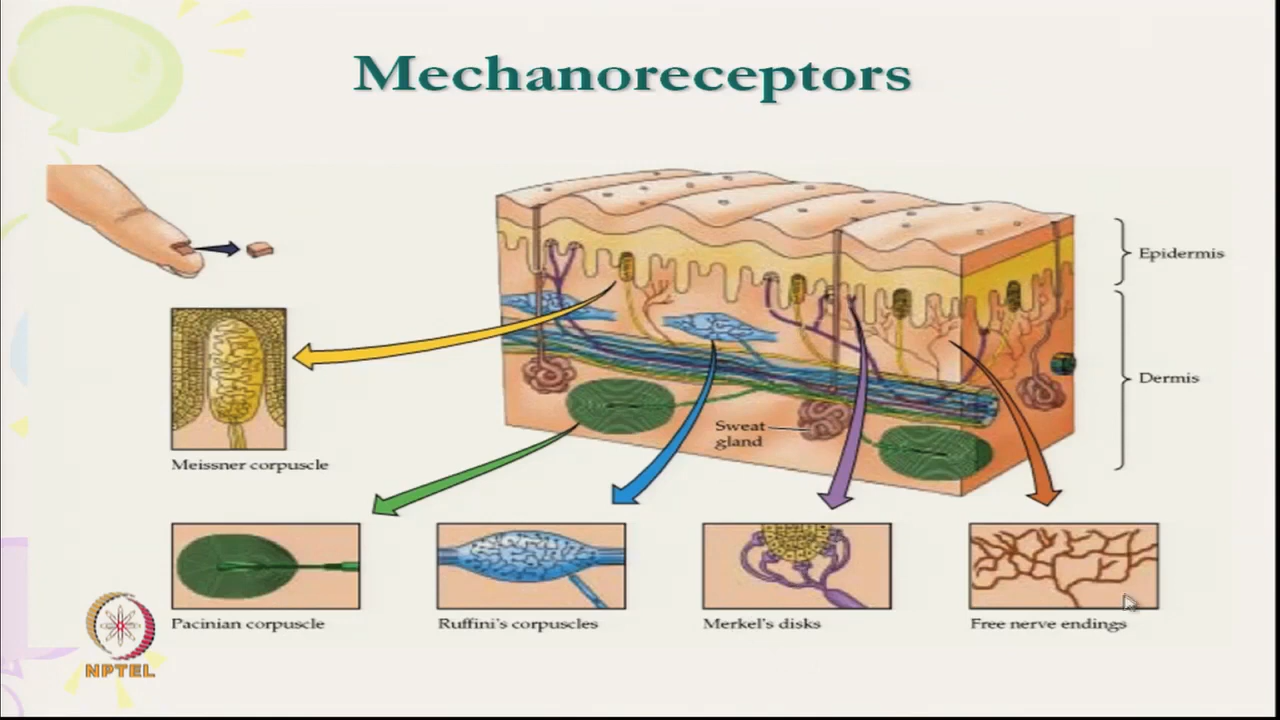 Mechanoreceptors
Epidermis
Dermis
Sweat
gland
Meissner corpuscle
Pacinian corpuscle
Ruffini's corpuscles
Merkel's disks
Free nerve endings
NPTEL